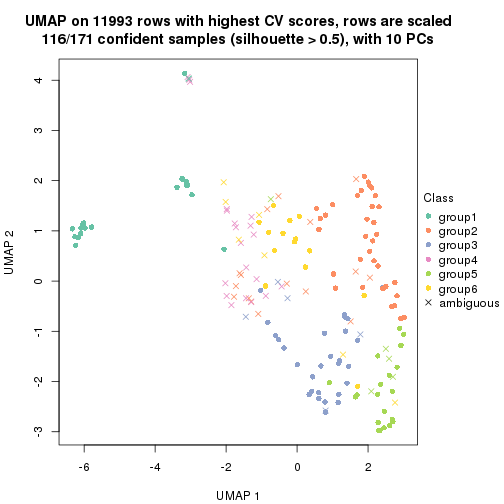 UMAP on 11993 rows with highest CV scores, rows are scaled
116/171 confident samples (silhouette > 0.5), with 10 PCs
4
3
2
1
0
-1
-2
-3
UMAP 2
-6
-4
-2
0
2
UMAP 1
Class
group1
group2
group3
group4
group5
group6
ambiguous